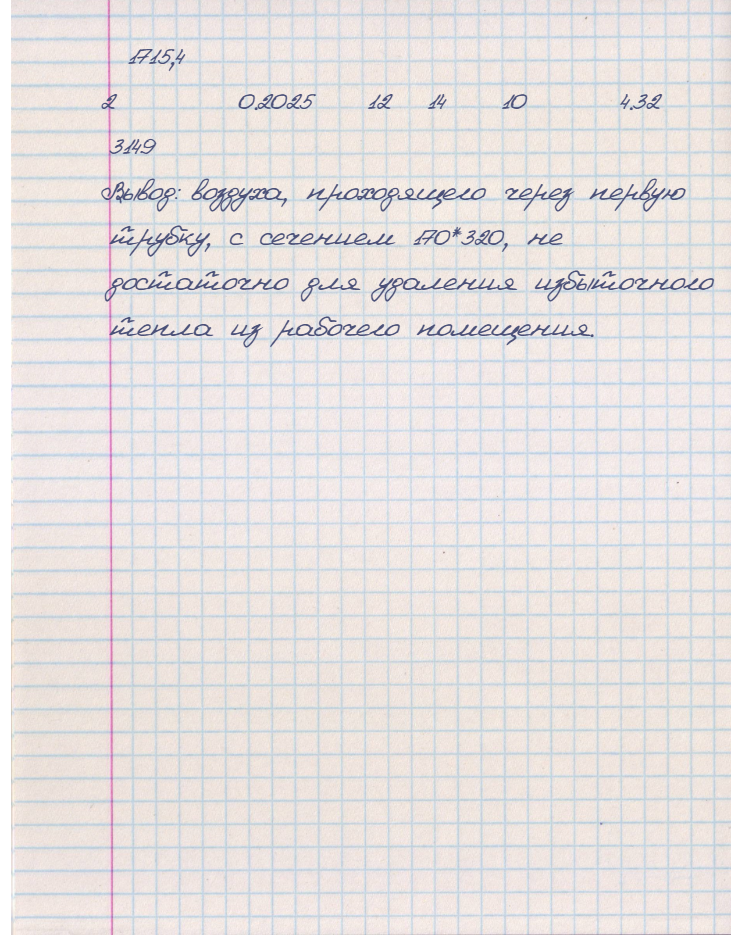 1715,4
2 0.2025 12 14 10 4.32
3149
Вывод: воздуха, проходящего через первую
трубку, с сечением 170*320, не
достаточно для удаления избыточного
тепла из рабочего помещения.